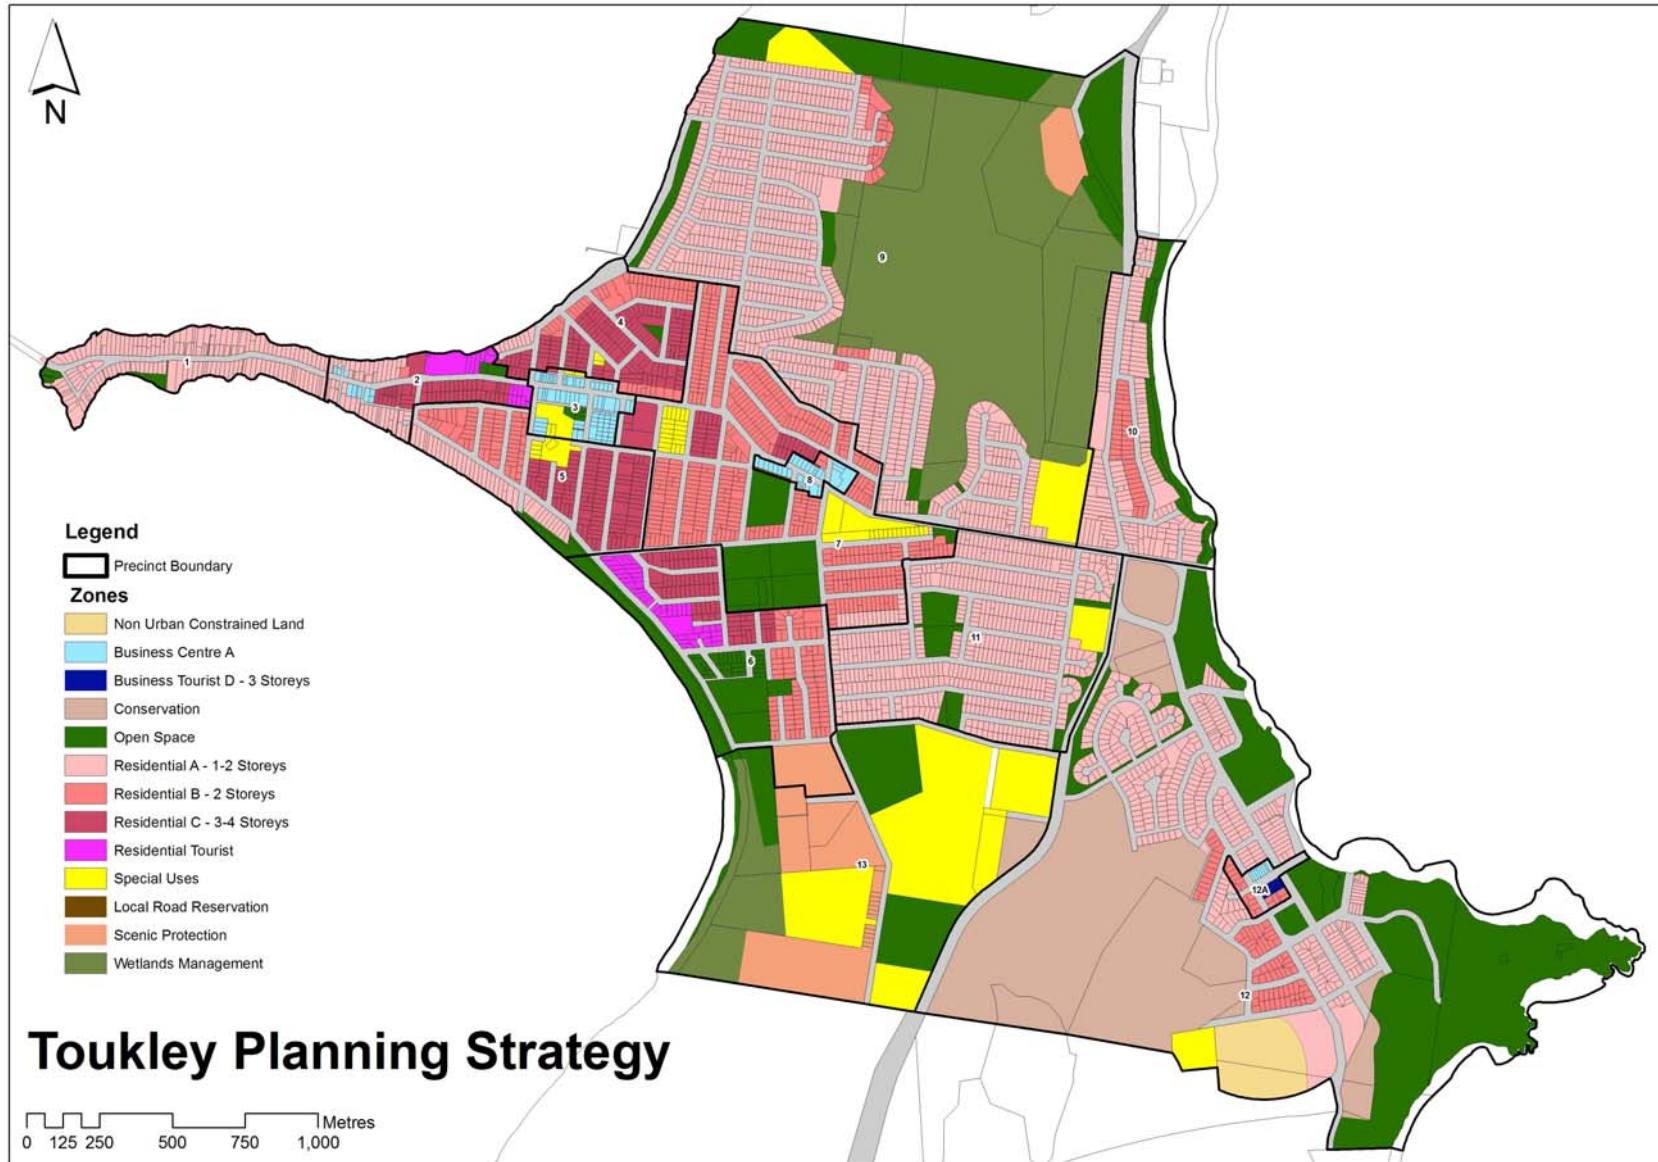 N
9
1
4
2
3
10
5
8
7
11
6
13
12A
12
Legend
Precinct Boundary
Zones
Non Urban Constrained Land
Business Centre A
Business Tourist D - 3 Storeys
Conservation
Open Space
Residential A - 1-2 Storeys
Residential B - 2 Storeys
Residential C - 3-4 Storeys
Residential Tourist
Special Uses
Local Road Reservation
Scenic Protection
Wetlands Management
Toukley Planning Strategy
Metres
0 125 250 500 750 1,000